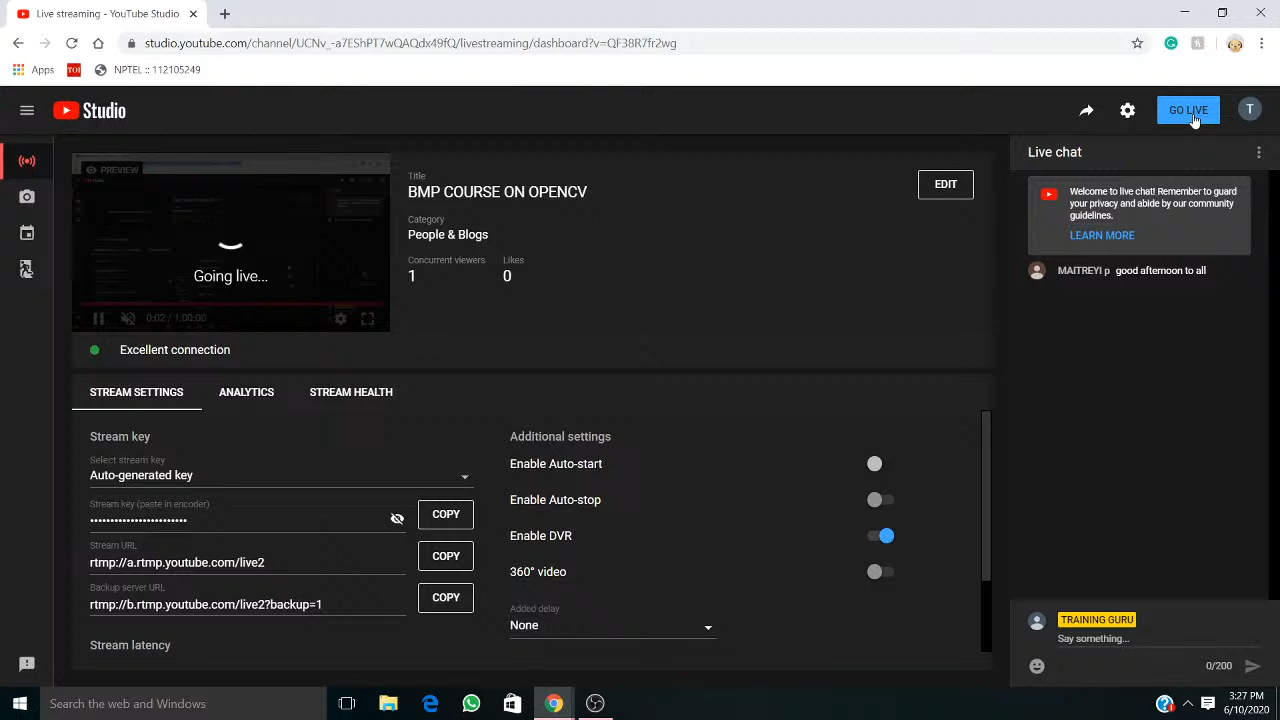 Live streaming - YouTube Studio
studio.youtube.com/channel/UCNv_-a7EShPT7wQAQdx49fQ/livestreaming/dashboard?v=QF38R7fr2wg
Apps TOI NPTEL :: 112105249
Studio
GO LIVE
T
PREVIEW
Going live...
0:02 / 1:00:00
Title
BMP COURSE ON OPENCV
EDIT
Category
People & Blogs
Concurrent viewers Likes
1 0
Excellent connection
STREAM SETTINGS ANALYTICS STREAM HEALTH
Stream key
Select stream key
Auto-generated key
Stream key (paste in encoder)
••••••••••••••••••••••••
COPY
Stream URL
rtmp://a.rtmp.youtube.com/live2
COPY
Backup server URL
rtmp://b.rtmp.youtube.com/live2?backup=1
COPY
Stream latency
Additional settings
Enable Auto-start
Enable Auto-stop
Enable DVR
360° video
Added delay
None
Live chat
Welcome to live chat! Remember to guard
your privacy and abide by our community
guidelines.
LEARN MORE
MAITREYI p good afternoon to all
TRAINING GURU
Say something...
0/200
Search the web and Windows
3:27 PM
6/10/2020